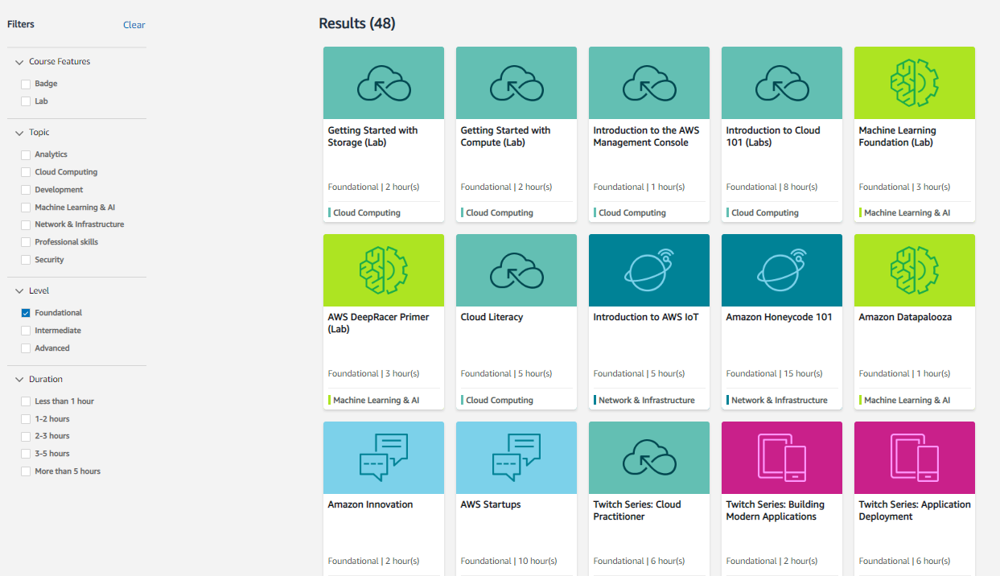 Filters
Clear
Course Features
Badge
Lab
Topic
Analytics
Cloud Computing
Development
Machine Learning & AI
Network & Infrastructure
Professional skills
Security
Level
Foundational
Intermediate
Advanced
Duration
Less than 1 hour
1-2 hours
2-3 hours
3-5 hours
More than 5 hours
Results (48)
Getting Started with
Storage (Lab)
Foundational | 2 hour(s)
Cloud Computing
Getting Started with
Compute (Lab)
Foundational | 2 hour(s)
Cloud Computing
Introduction to the AWS
Management Console
Foundational | 1 hour(s)
Cloud Computing
Introduction to Cloud
101 (Labs)
Foundational | 8 hour(s)
Cloud Computing
Machine Learning
Foundation (Lab)
Foundational | 3 hour(s)
Machine Learning & AI
AWS DeepRacer Primer
(Lab)
Foundational | 3 hour(s)
Machine Learning & AI
Cloud Literacy
Foundational | 5 hour(s)
Cloud Computing
Introduction to AWS IoT
Foundational | 5 hour(s)
Network & Infrastructure
Amazon Honeycode 101
Foundational | 15 hour(s)
Network & Infrastructure
Amazon Datapalooza
Foundational | 1 hour(s)
Machine Learning & AI
Amazon Innovation
Foundational | 2 hour(s)
AWS Startups
Foundational | 10 hour(s)
Twitch Series: Cloud
Practitioner
Foundational | 6 hour(s)
Twitch Series: Building
Modern Applications
Foundational | 2 hour(s)
Twitch Series: Application
Deployment
Foundational | 6 hour(s)